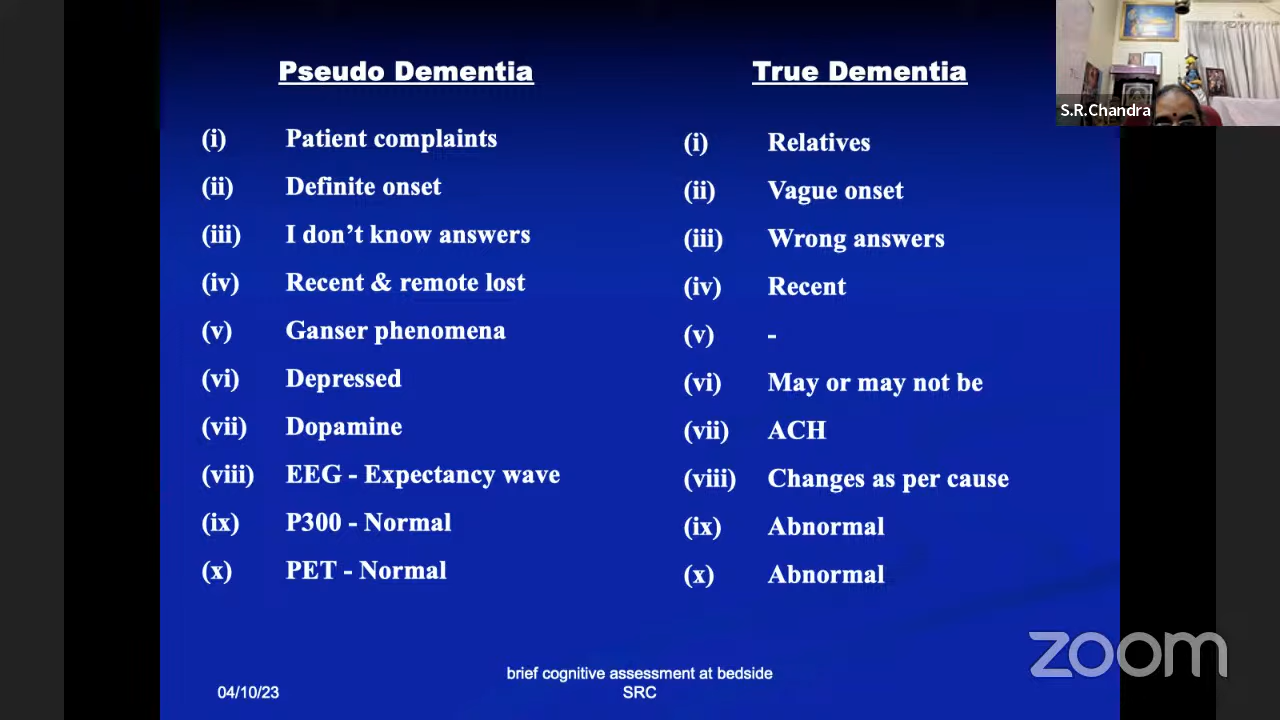 Pseudo Dementia
(i) Patient complaints
(ii) Definite onset
(iii) I don’t know answers
(iv) Recent & remote lost
(v) Ganser phenomena
(vi) Depressed
(vii) Dopamine
(viii) EEG - Expectancy wave
(ix) P300 - Normal
(x) PET - Normal
True Dementia
(i) Relatives
(ii) Vague onset
(iii) Wrong answers
(iv) Recent
(v) -
(vi) May or may not be
(vii) ACH
(viii) Changes as per cause
(ix) Abnormal
(x) Abnormal
S.R.Chandra
04/10/23
brief cognitive assessment at bedside
SRC
zoom